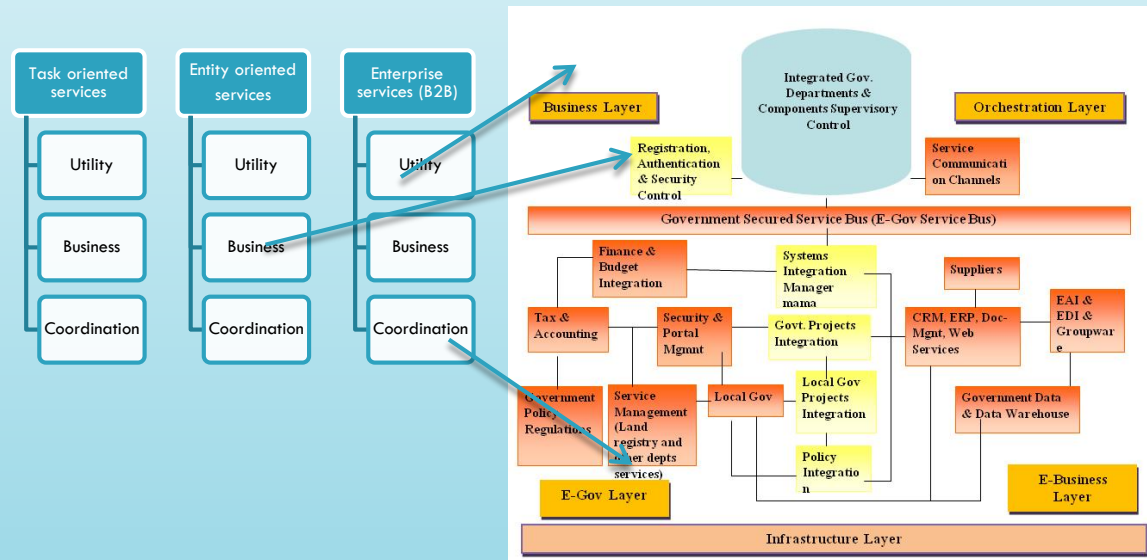 Task oriented
services
Utility
Business
Coordination
Entity oriented
services
Utility
Business
Coordination
Enterprise
services (B2B)
Utility
Business
Coordination
Integrated Gov.
Departments &
Components Supervisory
Control
Business Layer
Orchestration Layer
Registration,
Authentication
& Security
Control
Service
Communicati
on Channels
Government Secured Service Bus (E-Gov Service Bus)
Finance &
Budget
Integration
Systems
Integration
Manager
mama
Suppliers
Tax &
Accounting
Security &
Portal
Mgmnt
Govt. Projects
Integration
CRM, ERP, Doc-
Mgnt, Web
Services
EAI &
EDI &
Groupwar
e
Government
Policy
Regulations
Service
Management
(Land
registry and
other depts
services)
Local Gov
Local Gov
Projects
Integration
Government Data
& Data Warehouse
Policy
Integratio
n
E-Gov Layer
E-Business
Layer
Infrastructure Layer